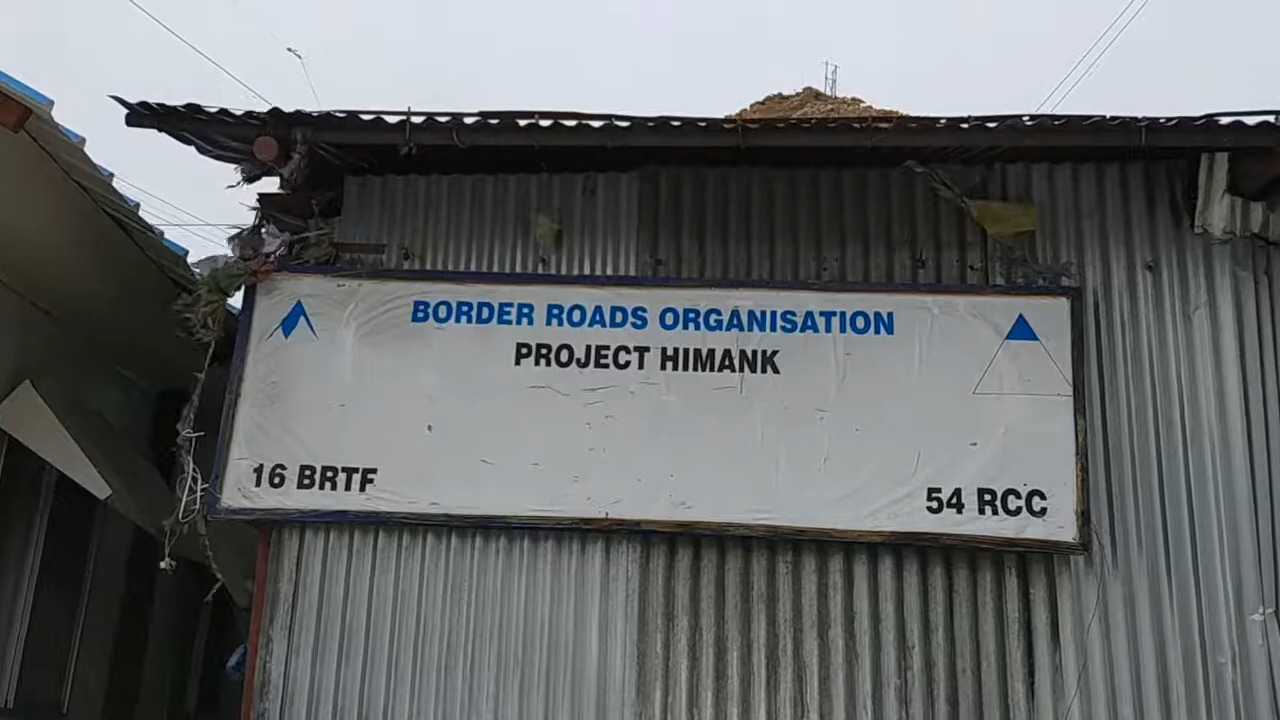 BORDER ROADS ORGANISATION
PROJECT HIMANK
16 BRTF
54 RCC